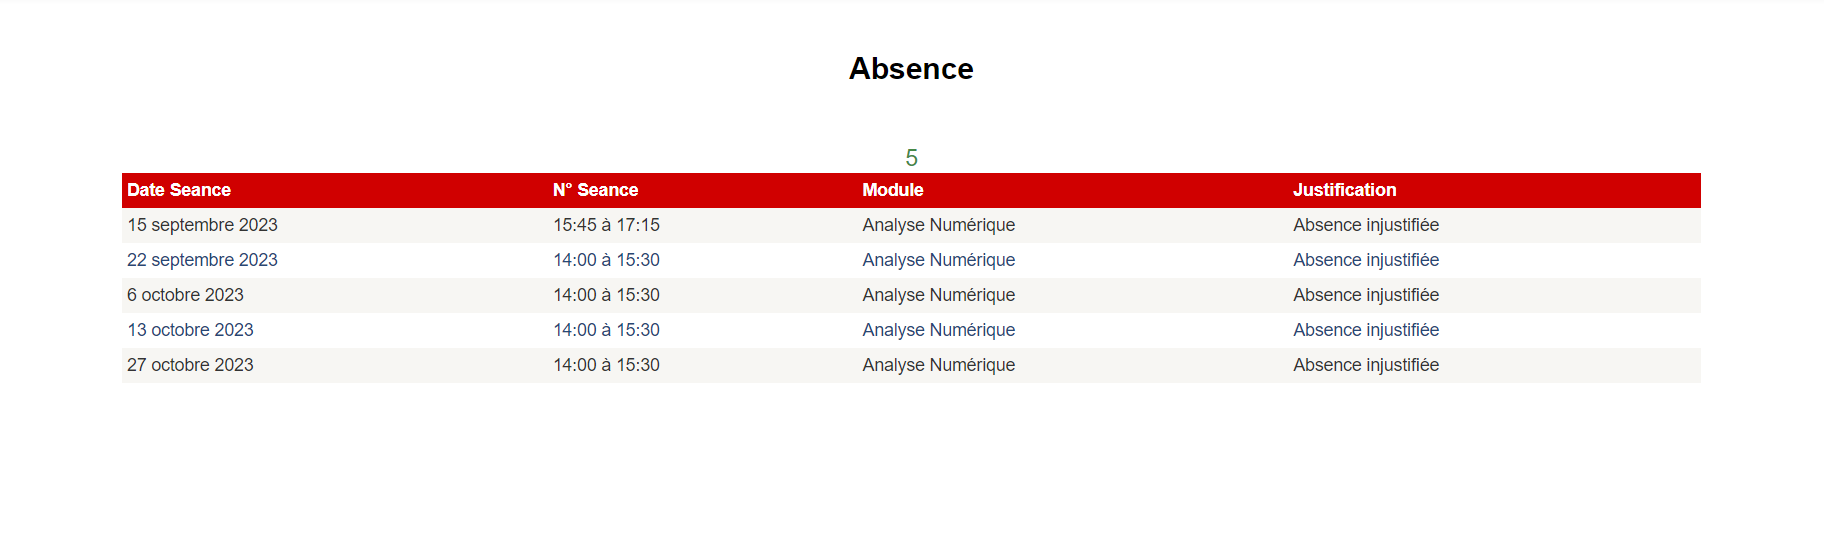 Absence
5
Date Seance N° Seance Module Justification
15 septembre 2023 15:45 à 17:15 Analyse Numérique Absence injustifiée
22 septembre 2023 14:00 à 15:30 Analyse Numérique Absence injustifiée
6 octobre 2023 14:00 à 15:30 Analyse Numérique Absence injustifiée
13 octobre 2023 14:00 à 15:30 Analyse Numérique Absence injustifiée
27 octobre 2023 14:00 à 15:30 Analyse Numérique Absence injustifiée